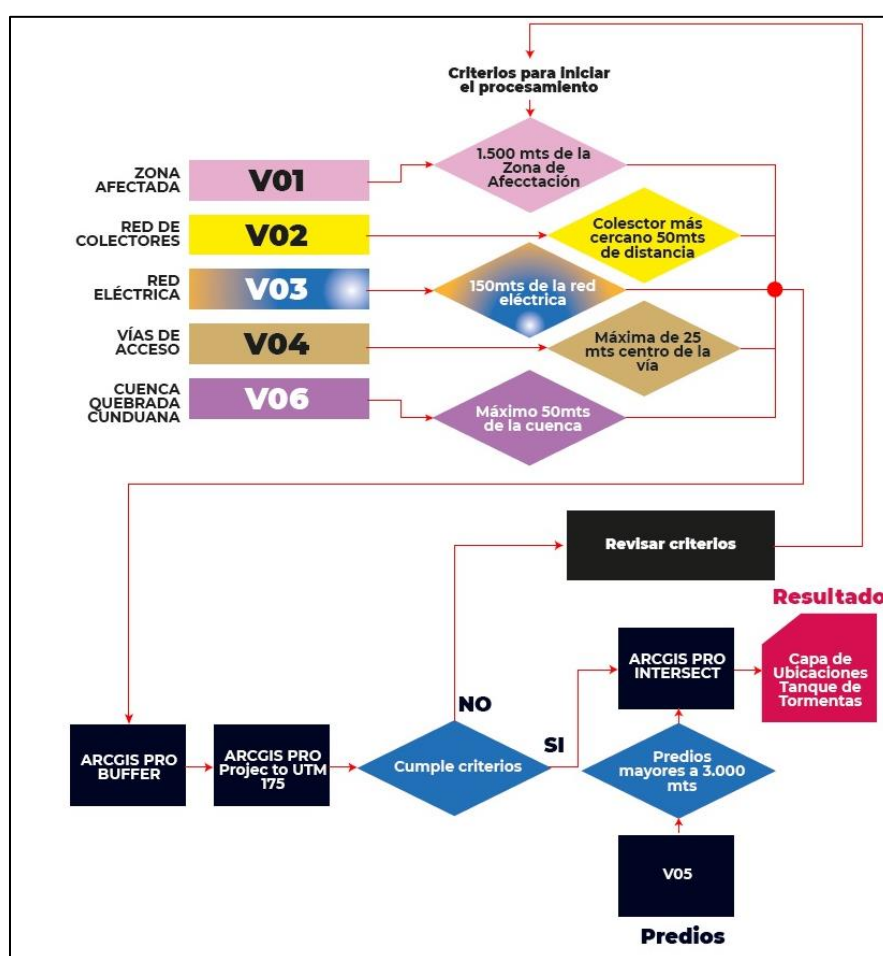 Criterios para iniciar
el procesamiento
ZONA
AFECTADA
V01
1.500 mts de la
Zona de
Afecctación
RED DE
COLECTORES
V02
Colesctor más
cercano 50mts
de distancia
RED
ELÉCTRICA
V03
150mts de la red
eléctrica
VÍAS DE
ACCESO
V04
Máxima de 25
mts centro de la
vía
CUENCA
QUEBRADA
CUNDUANA
V06
Máximo 50mts
de la cuenca
Revisar criterios
Resultado
ARCGIS PRO
INTERSECT
Capa de
Ubicaciones
Tanque de
Tormentas
NO
SI
ARCGIS PRO
BUFFER
ARCGIS PRO
Projec to UTM
175
Cumple criterios
Predios
mayores a 3.000
mts
V05
Predios